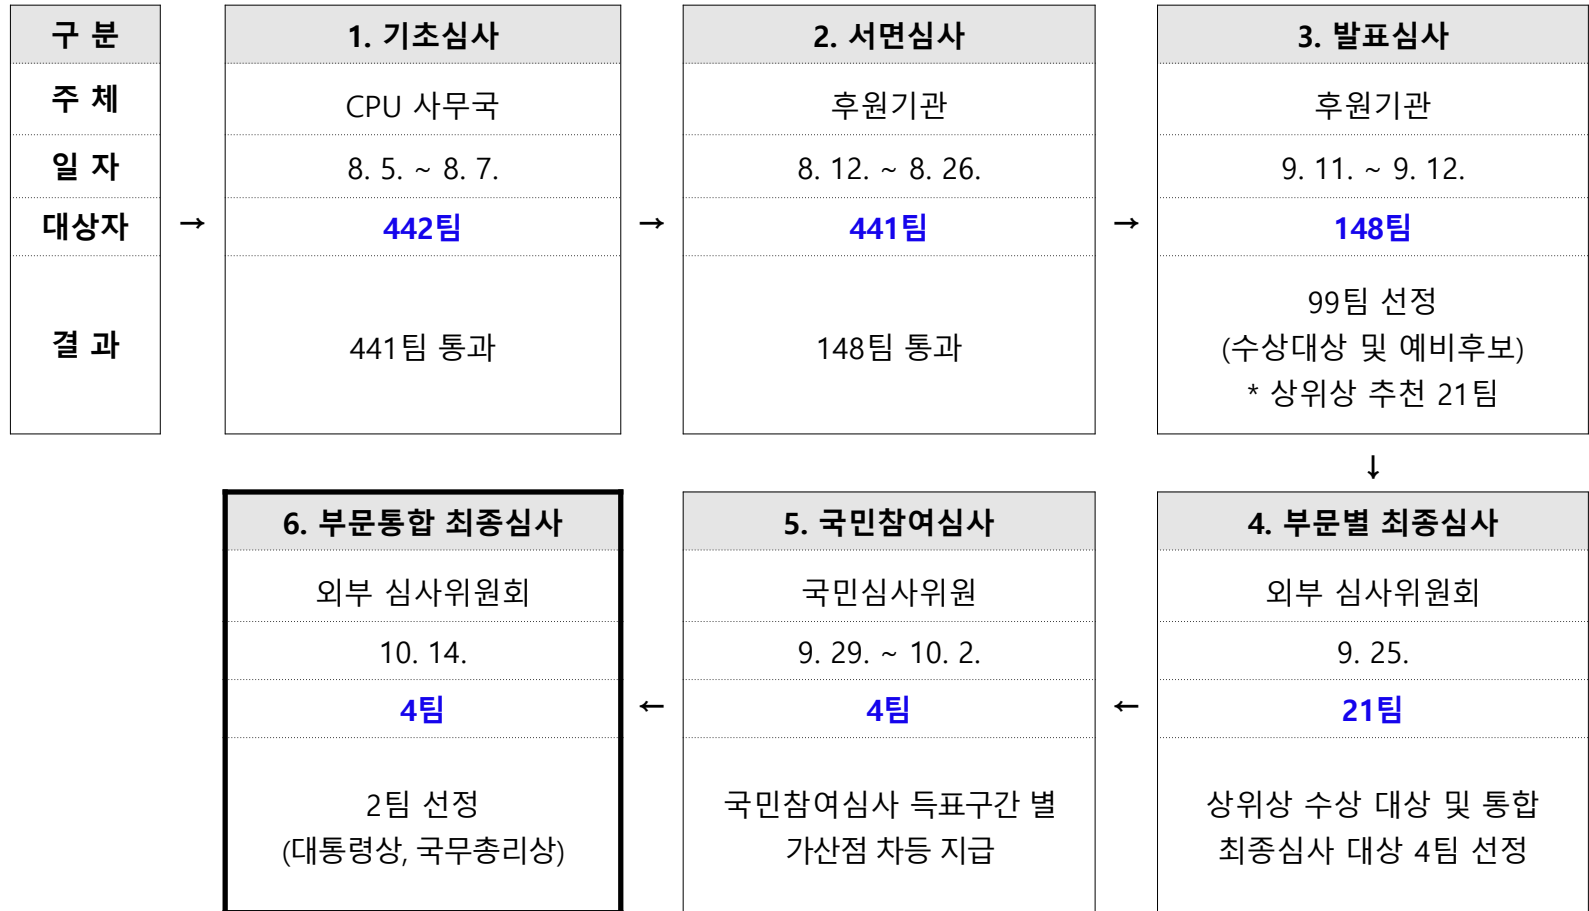 구 분
주 체
일 자
대상자
결 과
→
1. 기초심사
CPU 사무국
8. 5. ~ 8. 7.
442팀
441팀 통과
→
2. 서면심사
후원기관
8. 12. ~ 8. 26.
441팀
148팀 통과
→
3. 발표심사
후원기관
9. 11. ~ 9. 12.
148팀
99팀 선정
(수상대상 및 예비후보)
* 상위상 추천 21팀
↓
4. 부문별 최종심사
외부 심사위원회
9. 25.
21팀
상위상 수상 대상 및 통합
최종심사 대상 4팀 선정
←
5. 국민참여심사
국민심사위원
9. 29. ~ 10. 2.
4팀
국민참여심사 득표구간 별
가산점 차등 지급
←
6. 부문통합 최종심사
외부 심사위원회
10. 14.
4팀
2팀 선정
(대통령상, 국무총리상)